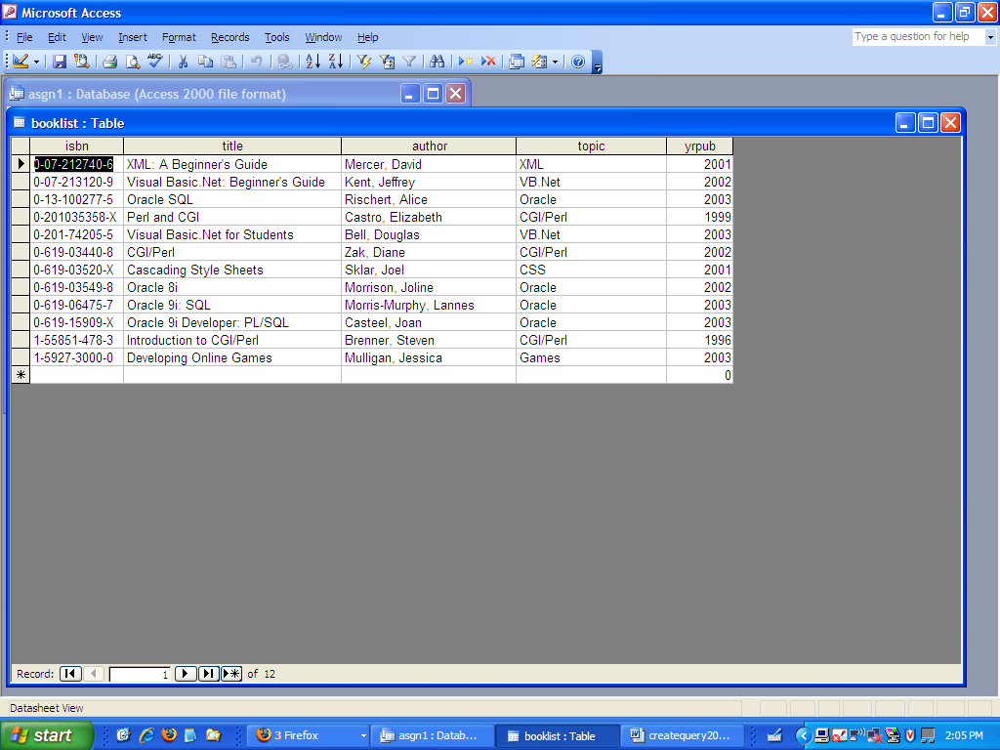 Microsoft Access
File Edit View Insert Format Records Tools Window Help Type a question for help
asgn1 : Database (Access 2000 file format)
booklist : Table
isbn title author topic yrpub
0-07-212740-6 XML: A Beginner's Guide Mercer, David XML 2001
0-07-213120-9 Visual Basic.Net: Beginner's Guide Kent, Jeffrey VB.Net 2002
0-13-100277-5 Oracle SQL Rischert, Alice Oracle 2003
0-201035358-X Perl and CGI Castro, Elizabeth CGI/Perl 1999
0-201-74205-5 Visual Basic.Net for Students Bell, Douglas VB.Net 2003
0-619-03440-8 CGI/Perl Zak, Diane CGI/Perl 2002
0-619-03520-X Cascading Style Sheets Sklar, Joel CSS 2001
0-619-03549-8 Oracle 8i Morrison, Joline Oracle 2002
0-619-06475-7 Oracle 9i: SQL Morris-Murphy, Lannes Oracle 2003
0-619-15909-X Oracle 9i Developer: PL/SQL Casteel, Joan Oracle 2003
1-55851-478-3 Introduction to CGI/Perl Brenner, Steven CGI/Perl 1996
1-5927-3000-0 Developing Online Games Mulligan, Jessica Games 2003
0
Record: 1 of 12
Datasheet View
start 3 Firefox asgn1 : Datab... booklist : Table createquery20... 2:05 PM